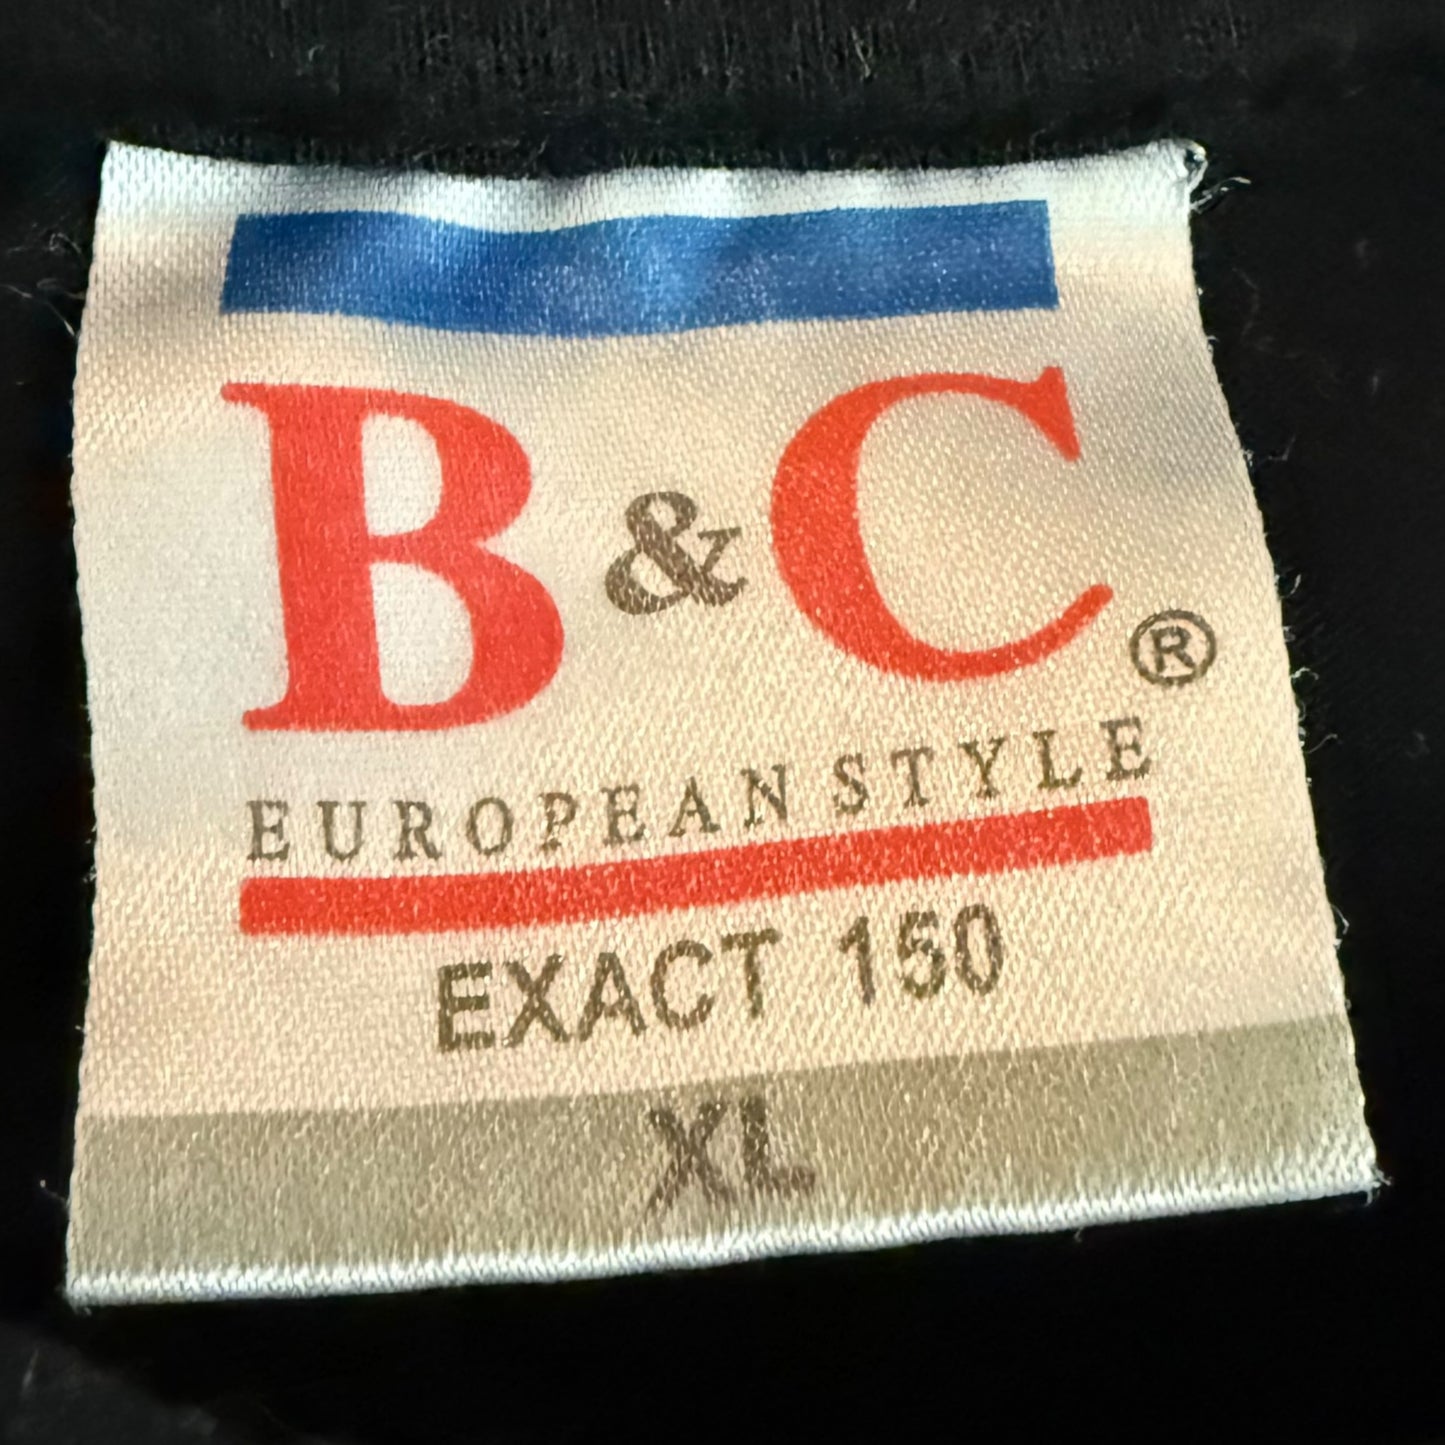 B&C®
EUROPEAN STYLE
EXACT 150
XL